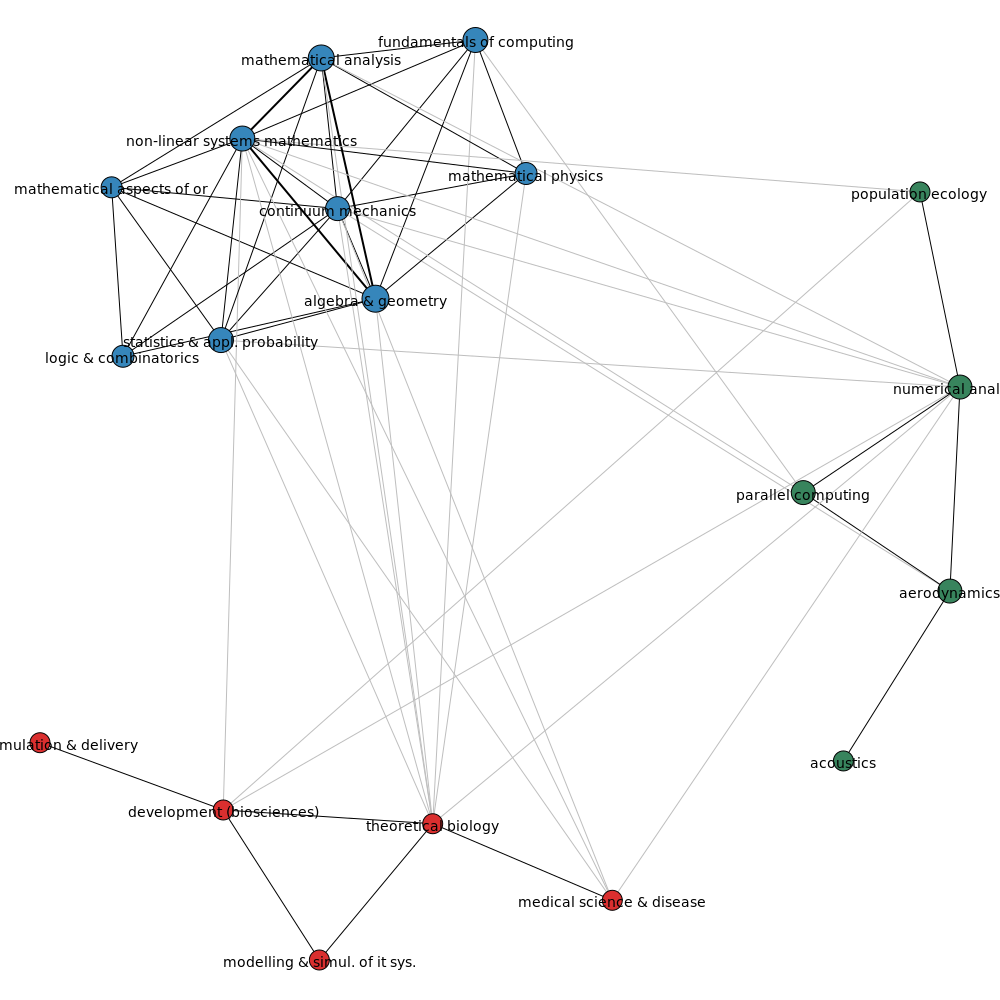 fundamentals of computing
mathematical analysis
non-linear systems mathematics
mathematical physics
mathematical aspects of or
population ecology
continuum mechanics
algebra & geometry
statistics & appl. probability
logic & combinatorics
numerical anal
parallel computing
aerodynamics
mulation & delivery
acoustics
development (biosciences)
theoretical biology
medical science & disease
modelling & simul. of it sys.